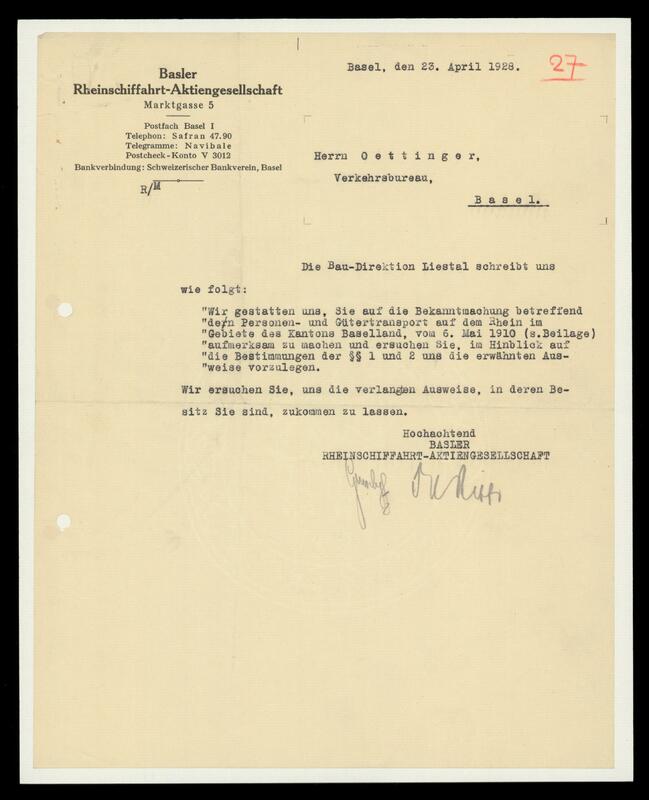 Basler
Rheinschiffahrt-Aktiengesellschaft
Marktgasse 5
Postfach Basel I
Telephon: Safran 47.90
Telegramme: Navibale
Postcheck-Konto V 3012
Bankverbindung: Schweizerischer Bankverein, Basel
R/M
Basel, den 23. April 1928.
27
Herrn Oettinger,
Verkehrsbureau,
Basel.
Die Bau-Direktion Liestal schreibt uns
wie folgt:
"Wir gestatten uns, Sie auf die Bekanntmachung betreffend
"den Personen- und Gütertransport auf dem Rhein im
"Gebiete des Kantons Baselland, vom 6. Mai 1910 (s.Beilage)
"aufmerksam zu machen und ersuchen Sie, im Hinblick auf
"die Bestimmungen der §§ 1 und 2 uns die erwähnten Aus-
"weise vorzulegen.
Wir ersuchen Sie, uns die verlangen Ausweise, in deren Be-
sitz Sie sind, zukommen zu lassen.
Hochachtend
BASLER
RHEINSCHIFFAHRT-AKTIENGESELLSCHAFT